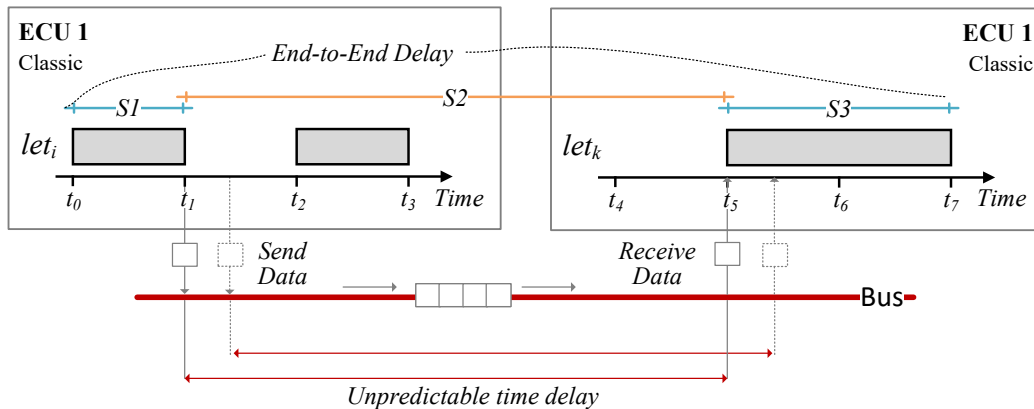 ECU 1
Classic
End-to-End Delay
ECU 1
Classic
S1
S2
S3
let_i
let_k
t_0
t_1
t_2
t_3
Time
t_4
t_5
t_6
t_7
Time
Send
Data
Receive
Data
Bus
Unpredictable time delay